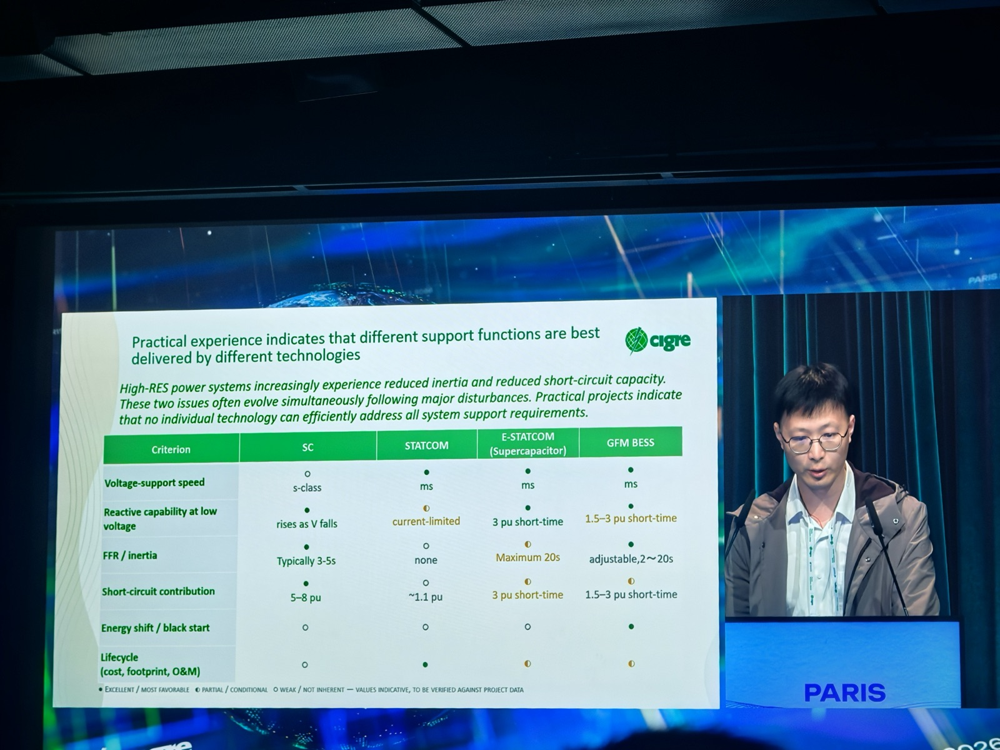 PARIS
Practical experience indicates that different support functions are best
delivered by different technologies
cigre
High-RES power systems increasingly experience reduced inertia and reduced short-circuit capacity.
These two issues often evolve simultaneously following major disturbances. Practical projects indicate
that no individual technology can efficiently address all system support requirements.
Criterion SC STATCOM E-STATCOM (Supercapacitor) GFM BESS
Voltage-support speed ○ s-class ● ms ● ms ● ms
Reactive capability at low voltage ● rises as V falls ◐ current-limited ● 3 pu short-time ● 1.5–3 pu short-time
FFR / inertia ● Typically 3-5s ○ none ◐ Maximum 20s ● adjustable,2～20s
Short-circuit contribution ● 5–8 pu ○ ~1.1 pu ◐ 3 pu short-time ◐ 1.5–3 pu short-time
Energy shift / black start ○ ○ ○ ●
Lifecycle (cost, footprint, O&M) ○ ● ◐ ◐
● EXCELLENT / MOST FAVORABLE ◐ PARTIAL / CONDITIONAL ○ WEAK / NOT INHERENT — VALUES INDICATIVE, TO BE VERIFIED AGAINST PROJECT DATA
PARIS